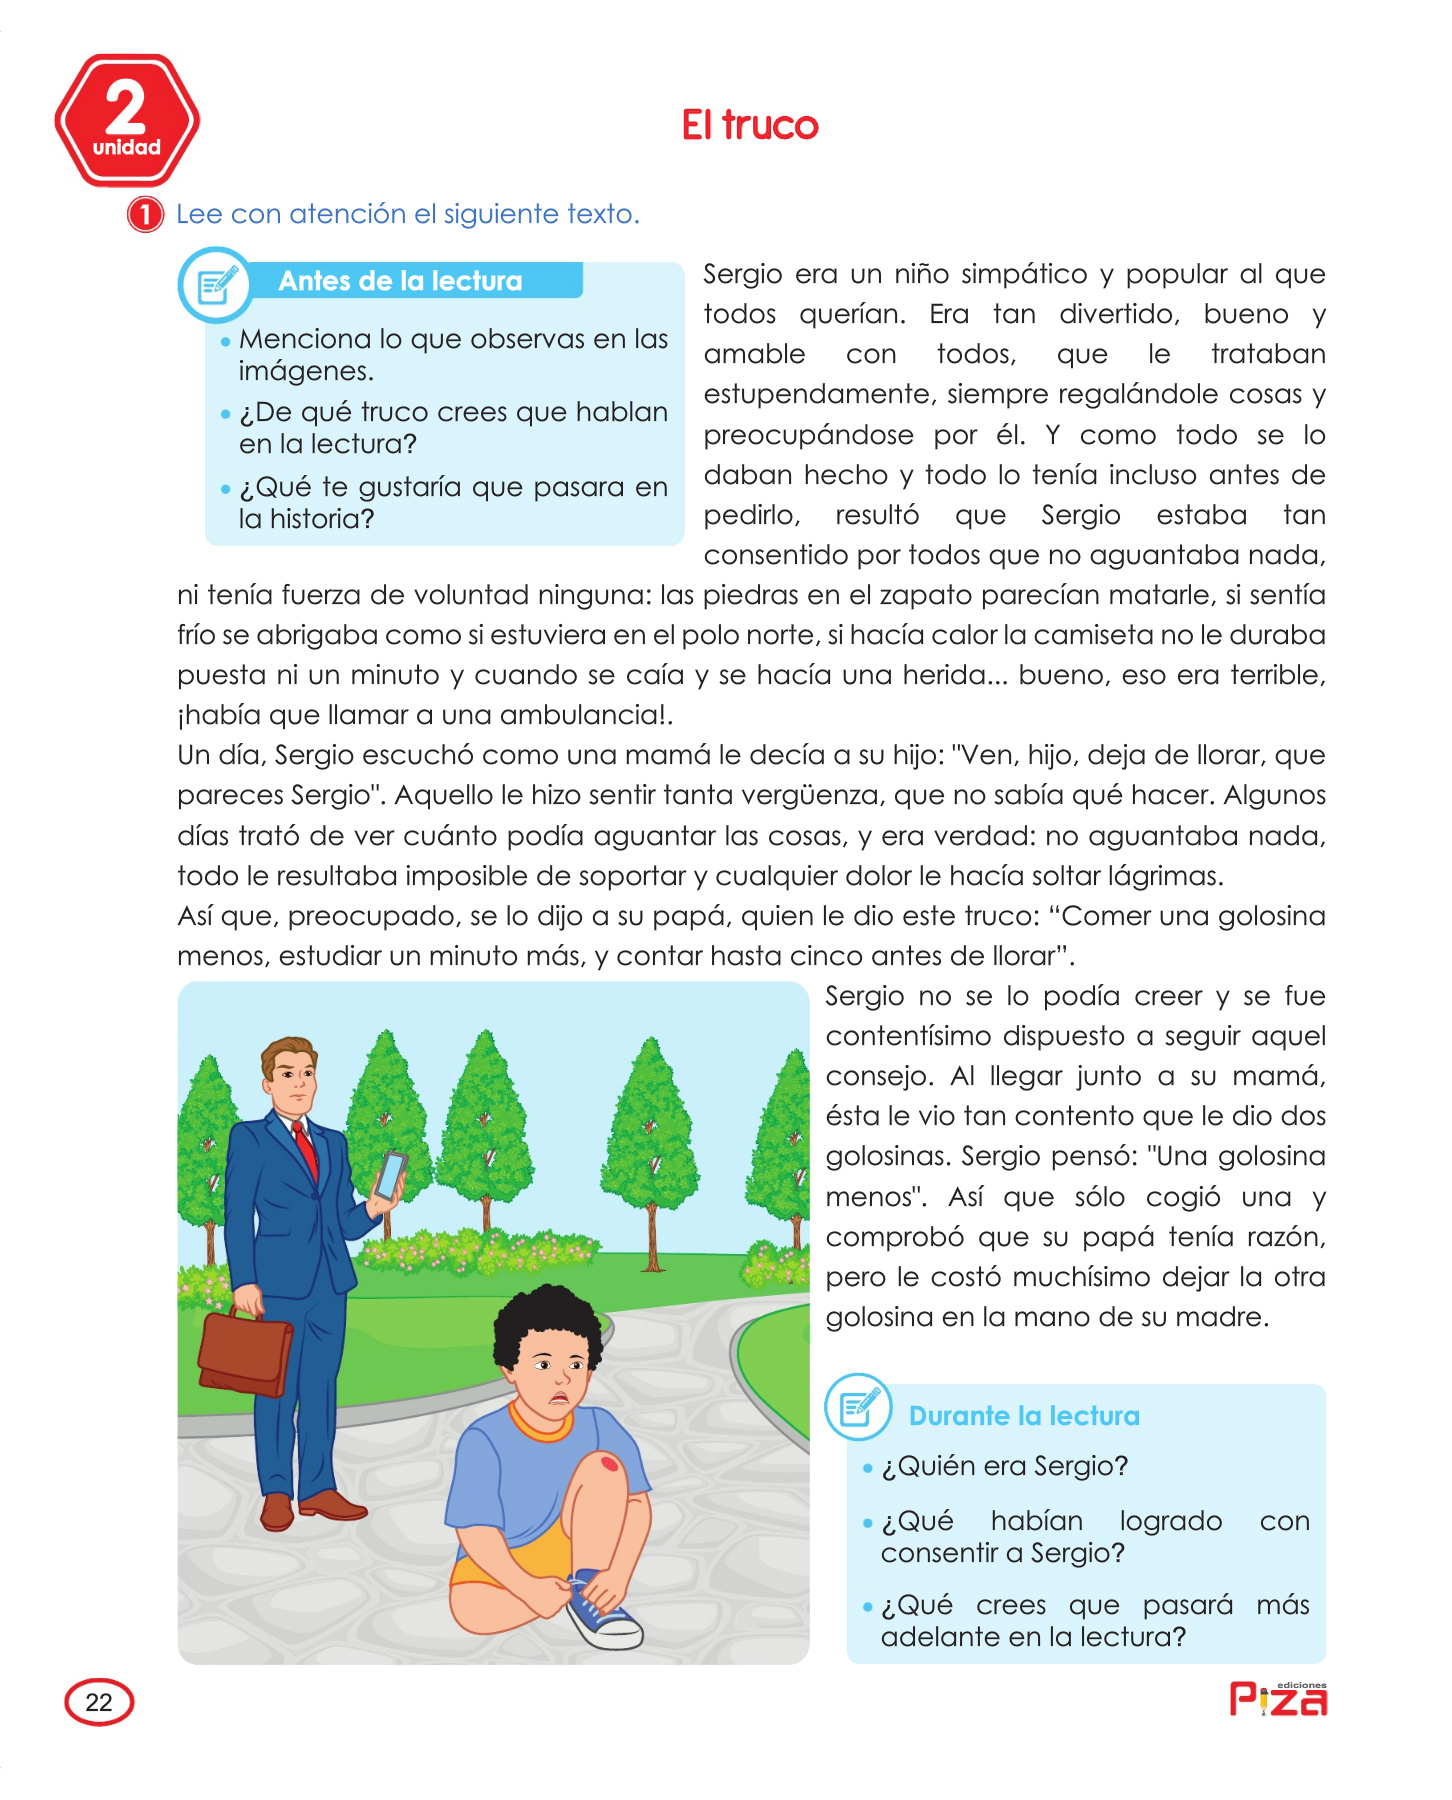 2
unidad
El truco
1 Lee con atención el siguiente texto.
Antes de la lectura
• Menciona lo que observas en las
imágenes.
• ¿De qué truco crees que hablan
en la lectura?
• ¿Qué te gustaría que pasara en
la historia?
Sergio era un niño simpático y popular al que
todos querían. Era tan divertido, bueno y
amable con todos, que le trataban
estupendamente, siempre regalándole cosas y
preocupándose por él. Y como todo se lo
daban hecho y todo lo tenía incluso antes de
pedirlo, resultó que Sergio estaba tan
consentido por todos que no aguantaba nada,
ni tenía fuerza de voluntad ninguna: las piedras en el zapato parecían matarle, si sentía
frío se abrigaba como si estuviera en el polo norte, si hacía calor la camiseta no le duraba
puesta ni un minuto y cuando se caía y se hacía una herida... bueno, eso era terrible,
¡había que llamar a una ambulancia!.
Un día, Sergio escuchó como una mamá le decía a su hijo: "Ven, hijo, deja de llorar, que
pareces Sergio". Aquello le hizo sentir tanta vergüenza, que no sabía qué hacer. Algunos
días trató de ver cuánto podía aguantar las cosas, y era verdad: no aguantaba nada,
todo le resultaba imposible de soportar y cualquier dolor le hacía soltar lágrimas.
Así que, preocupado, se lo dijo a su papá, quien le dio este truco: “Comer una golosina
menos, estudiar un minuto más, y contar hasta cinco antes de llorar”.
Sergio no se lo podía creer y se fue
contentísimo dispuesto a seguir aquel
consejo. Al llegar junto a su mamá,
ésta le vio tan contento que le dio dos
golosinas. Sergio pensó: "Una golosina
menos". Así que sólo cogió una y
comprobó que su papá tenía razón,
pero le costó muchísimo dejar la otra
golosina en la mano de su madre.
Durante la lectura
• ¿Quién era Sergio?
• ¿Qué habían logrado con
consentir a Sergio?
• ¿Qué crees que pasará más
adelante en la lectura?
22
ediciones
Piza